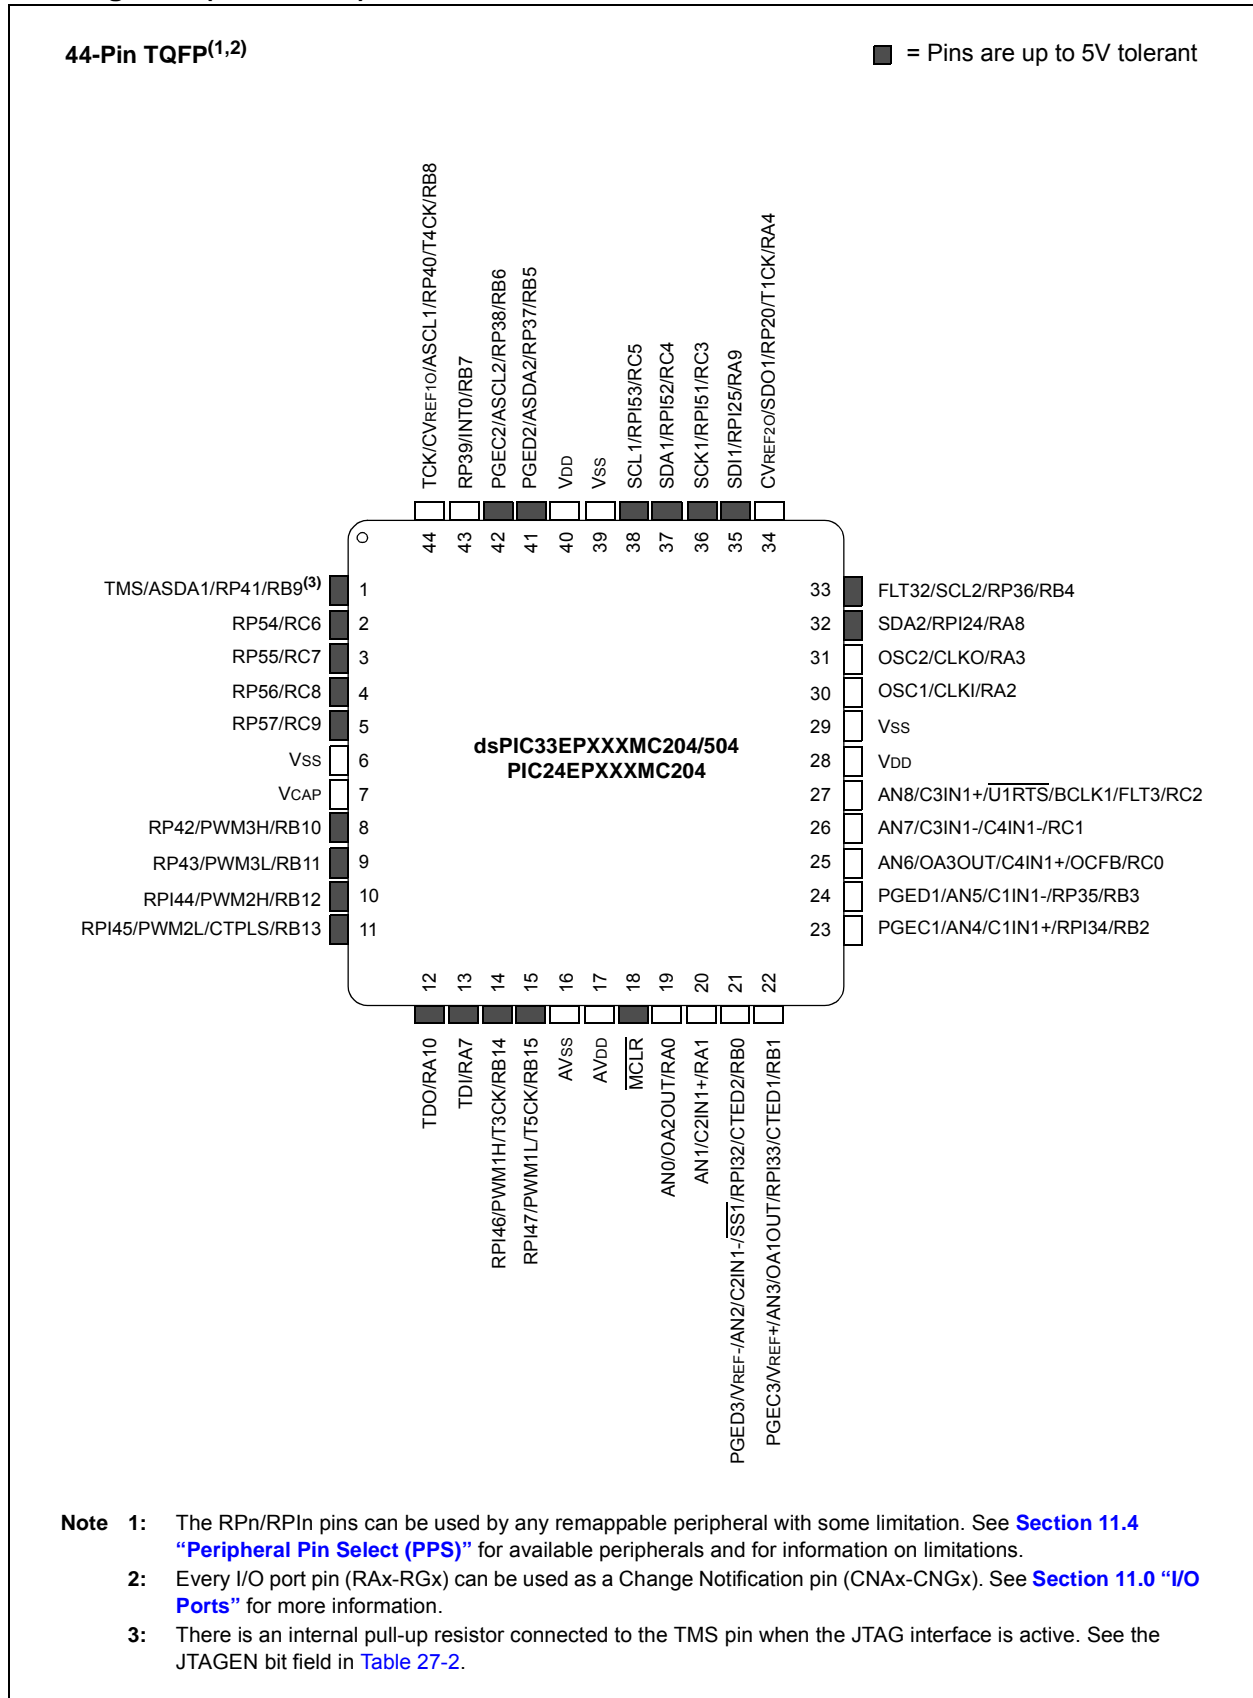 44-Pin TQFP(1,2)
= Pins are up to 5V tolerant
TCK/CVREF1O/ASCL1/RP40/T4CK/RB8
RP39/INT0/RB7
PGEC2/ASCL2/RP38/RB6
PGED2/ASDA2/RP37/RB5
VDD
VSS
SCL1/RPI53/RC5
SDA1/RPI52/RC4
SCK1/RPI51/RC3
SDI1/RPI25/RA9
CVREF2O/SDO1/RP20/T1CK/RA4
44
43
42
41
40
39
38
37
36
35
34
TMS/ASDA1/RP41/RB9(3) 1
RP54/RC6 2
RP55/RC7 3
RP56/RC8 4
RP57/RC9 5
VSS 6
VCAP 7
RP42/PWM3H/RB10 8
RP43/PWM3L/RB11 9
RPI44/PWM2H/RB12 10
RPI45/PWM2L/CTPLS/RB13 11
dsPIC33EPXXXMC204/504
PIC24EPXXXMC204
33 FLT32/SCL2/RP36/RB4
32 SDA2/RPI24/RA8
31 OSC2/CLKO/RA3
30 OSC1/CLKI/RA2
29 VSS
28 VDD
27 AN8/C3IN1+/U1RTS/BCLK1/FLT3/RC2
26 AN7/C3IN1-/C4IN1-/RC1
25 AN6/OA3OUT/C4IN1+/OCFB/RC0
24 PGED1/AN5/C1IN1-/RP35/RB3
23 PGEC1/AN4/C1IN1+/RPI34/RB2
12
13
14
15
16
17
18
19
20
21
22
TDO/RA10
TDI/RA7
RPI46/PWM1H/T3CK/RB14
RPI47/PWM1L/T5CK/RB15
AVSS
AVDD
MCLR
AN0/OA2OUT/RA0
AN1/C2IN1+/RA1
PGED3/VREF-/AN2/C2IN1-/SS1/RPI32/CTED2/RB0
PGEC3/VREF+/AN3/OA1OUT/RPI33/CTED1/RB1
Note 1: The RPn/RPIn pins can be used by any remappable peripheral with some limitation. See Section 11.4
“Peripheral Pin Select (PPS)” for available peripherals and for information on limitations.
2: Every I/O port pin (RAx-RGx) can be used as a Change Notification pin (CNAx-CNGx). See Section 11.0 “I/O
Ports” for more information.
3: There is an internal pull-up resistor connected to the TMS pin when the JTAG interface is active. See the
JTAGEN bit field in Table 27-2.